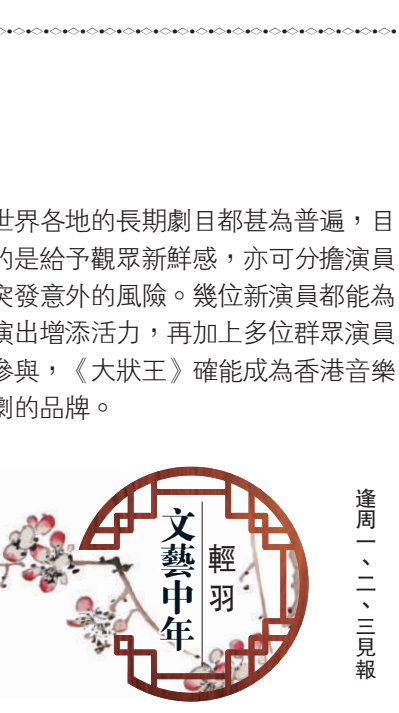 世界各地的長期劇目都甚為普遍，目
的是給予觀眾新鮮感，亦可分擔演員
突發意外的風險。幾位新演員都能為
演出增添活力，再加上多位群眾演員
參與，《大狀王》確能成為香港音樂
劇的品牌。
文藝中年
輕羽
逢周一、二、三見報